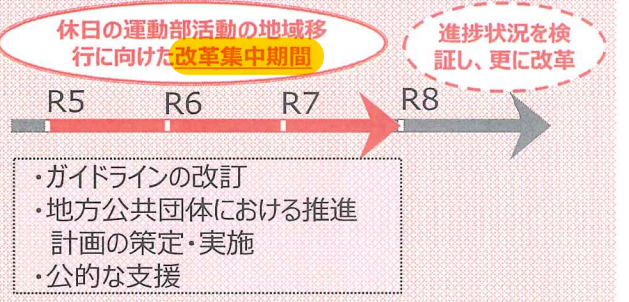 休日の運動部活動の地域移
行に向けた改革集中期間
進捗状況を検
証し、更に改革
R5 R6 R7 R8
・ガイドラインの改訂
・地方公共団体における推進
計画の策定・実施
・公的な支援